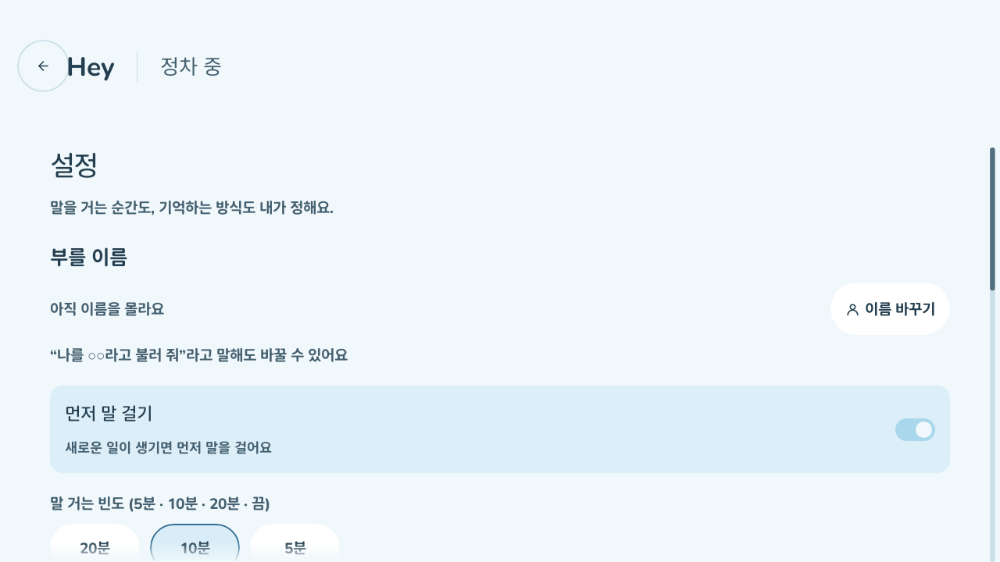 Hey
정차 중
설정
말을 거는 순간도, 기억하는 방식도 내가 정해요.
부를 이름
아직 이름을 몰라요
이름 바꾸기
“나를 ○○라고 불러 줘”라고 말해도 바꿀 수 있어요
먼저 말 걸기
새로운 일이 생기면 먼저 말을 걸어요
말 거는 빈도 (5분 · 10분 · 20분 · 끔)
20분
10분
5분